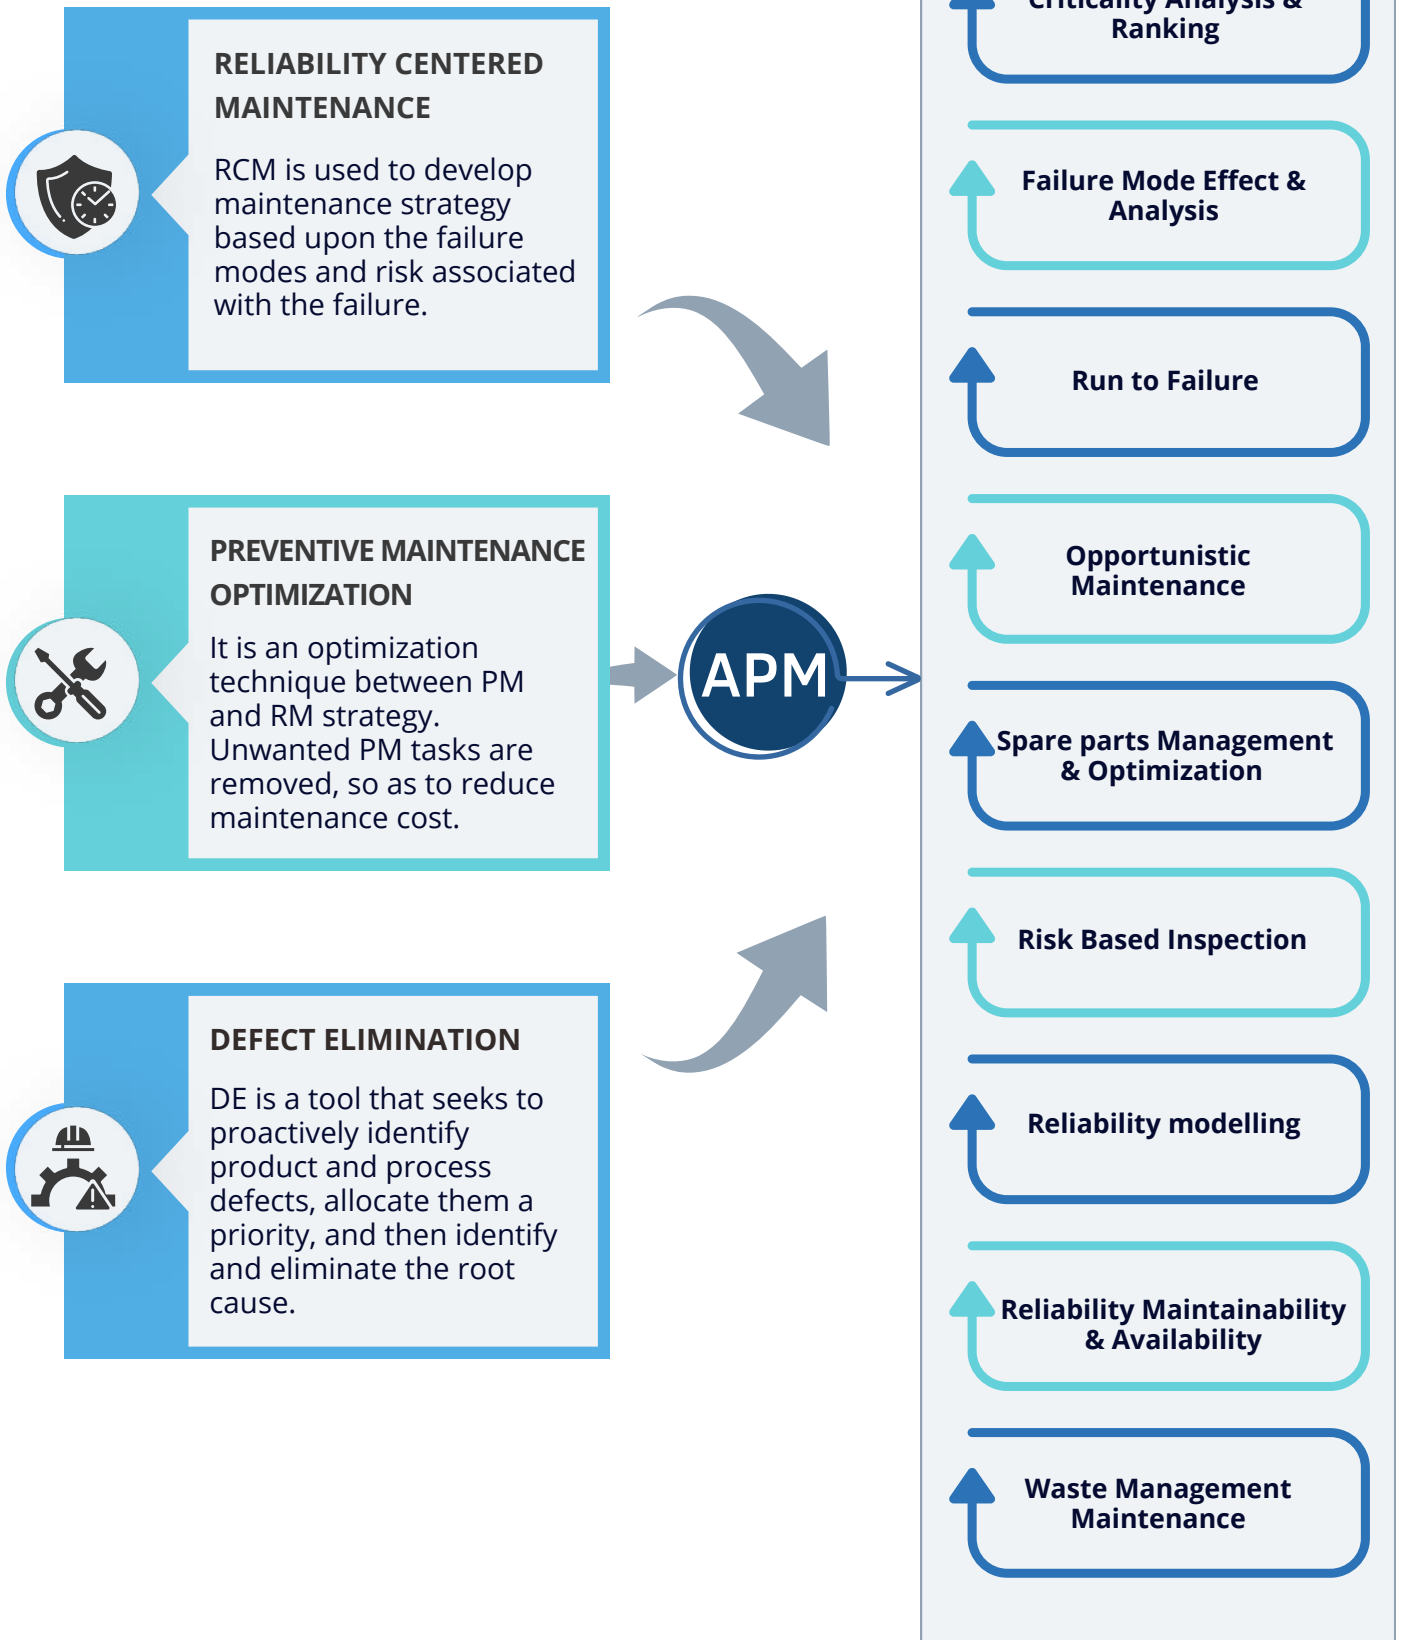 RELIABILITY CENTERED
MAINTENANCE
RCM is used to develop
maintenance strategy
based upon the failure
modes and risk associated
with the failure.
PREVENTIVE MAINTENANCE
OPTIMIZATION
It is an optimization
technique between PM
and RM strategy.
Unwanted PM tasks are
removed, so as to reduce
maintenance cost.
DEFECT ELIMINATION
DE is a tool that seeks to
proactively identify
product and process
defects, allocate them a
priority, and then identify
and eliminate the root
cause.
APM
Criticality Analysis &
Ranking
Failure Mode Effect &
Analysis
Run to Failure
Opportunistic
Maintenance
Spare parts Management
& Optimization
Risk Based Inspection
Reliability modelling
Reliability Maintainability
& Availability
Waste Management
Maintenance